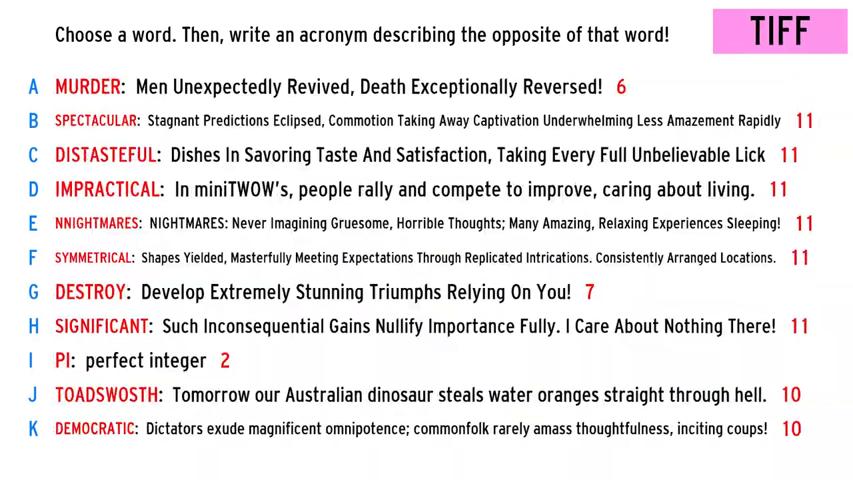 Choose a word. Then, write an acronym describing the opposite of that word!
TIFF
A MURDER: Men Unexpectedly Revived, Death Exceptionally Reversed! 6
B SPECTACULAR: Stagnant Predictions Eclipsed, Commotion Taking Away Captivation Underwhelming Less Amazement Rapidly 11
C DISTASTEFUL: Dishes In Savoring Taste And Satisfaction, Taking Every Full Unbelievable Lick 11
D IMPRACTICAL: In miniTWOW's, people rally and compete to improve, caring about living. 11
E NNIGHTMARES: NIGHTMARES: Never Imagining Gruesome, Horrible Thoughts; Many Amazing, Relaxing Experiences Sleeping! 11
F SYMMETRICAL: Shapes Yielded, Masterfully Meeting Expectations Through Replicated Intrications. Consistently Arranged Locations. 11
G DESTROY: Develop Extremely Stunning Triumphs Relying On You! 7
H SIGNIFICANT: Such Inconsequential Gains Nullify Importance Fully. I Care About Nothing There! 11
I PI: perfect integer 2
J TOADSWOSTH: Tomorrow our Australian dinosaur steals water oranges straight through hell. 10
K DEMOCRATIC: Dictators exude magnificent omnipotence; commonfolk rarely amass thoughtfulness, inciting coups! 10